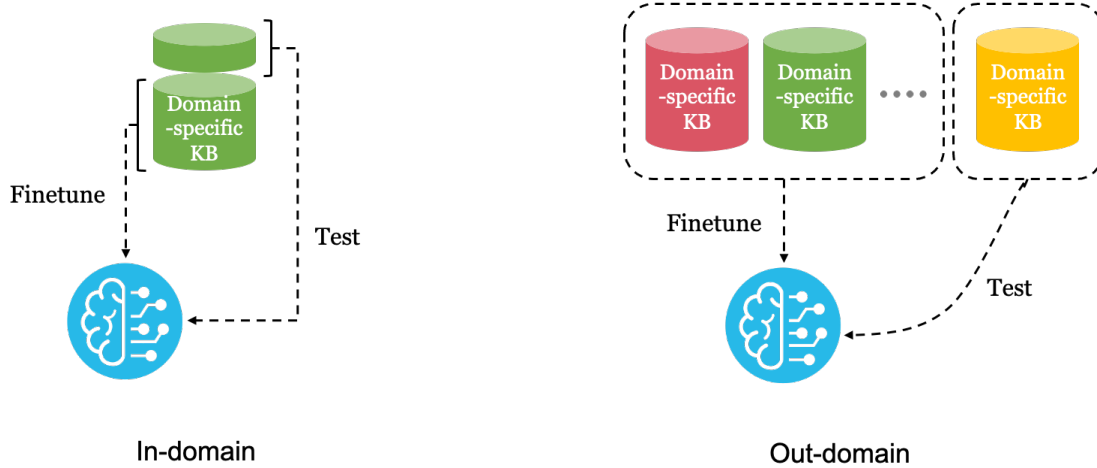 Domain
-specific
KB
Finetune
Test
In-domain
Domain
-specific
KB
Domain
-specific
KB
Domain
-specific
KB
Finetune
Test
Out-domain